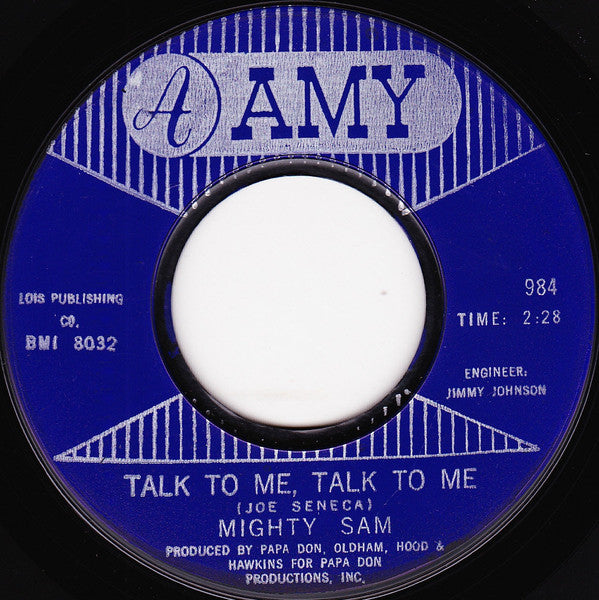 A AMY
LOIS PUBLISHING
CO.
BMI 8032
984
TIME: 2:28
ENGINEER:
JIMMY JOHNSON
TALK TO ME, TALK TO ME
(JOE SENECA)
MIGHTY SAM
PRODUCED BY PAPA DON, OLDHAM, HOOD &
HAWKINS FOR PAPA DON
PRODUCTIONS, INC.